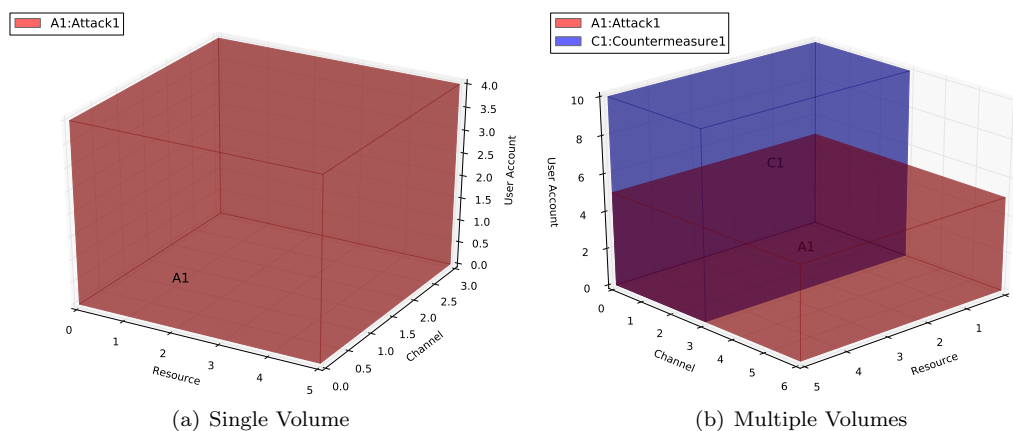 A1:Attack1
4.0
3.5
3.0
2.5
2.0
1.5
1.0
0.5
0.0
User Account
A1
0
1
2
3
4
5
Resource
0.0
0.5
1.0
1.5
2.0
2.5
3.0
Channel
(a) Single Volume
A1:Attack1
C1:Countermeasure1
10
8
6
4
2
0
User Account
C1
A1
0
1
2
3
4
5
6
Channel
5
4
3
2
1
Resource
(b) Multiple Volumes